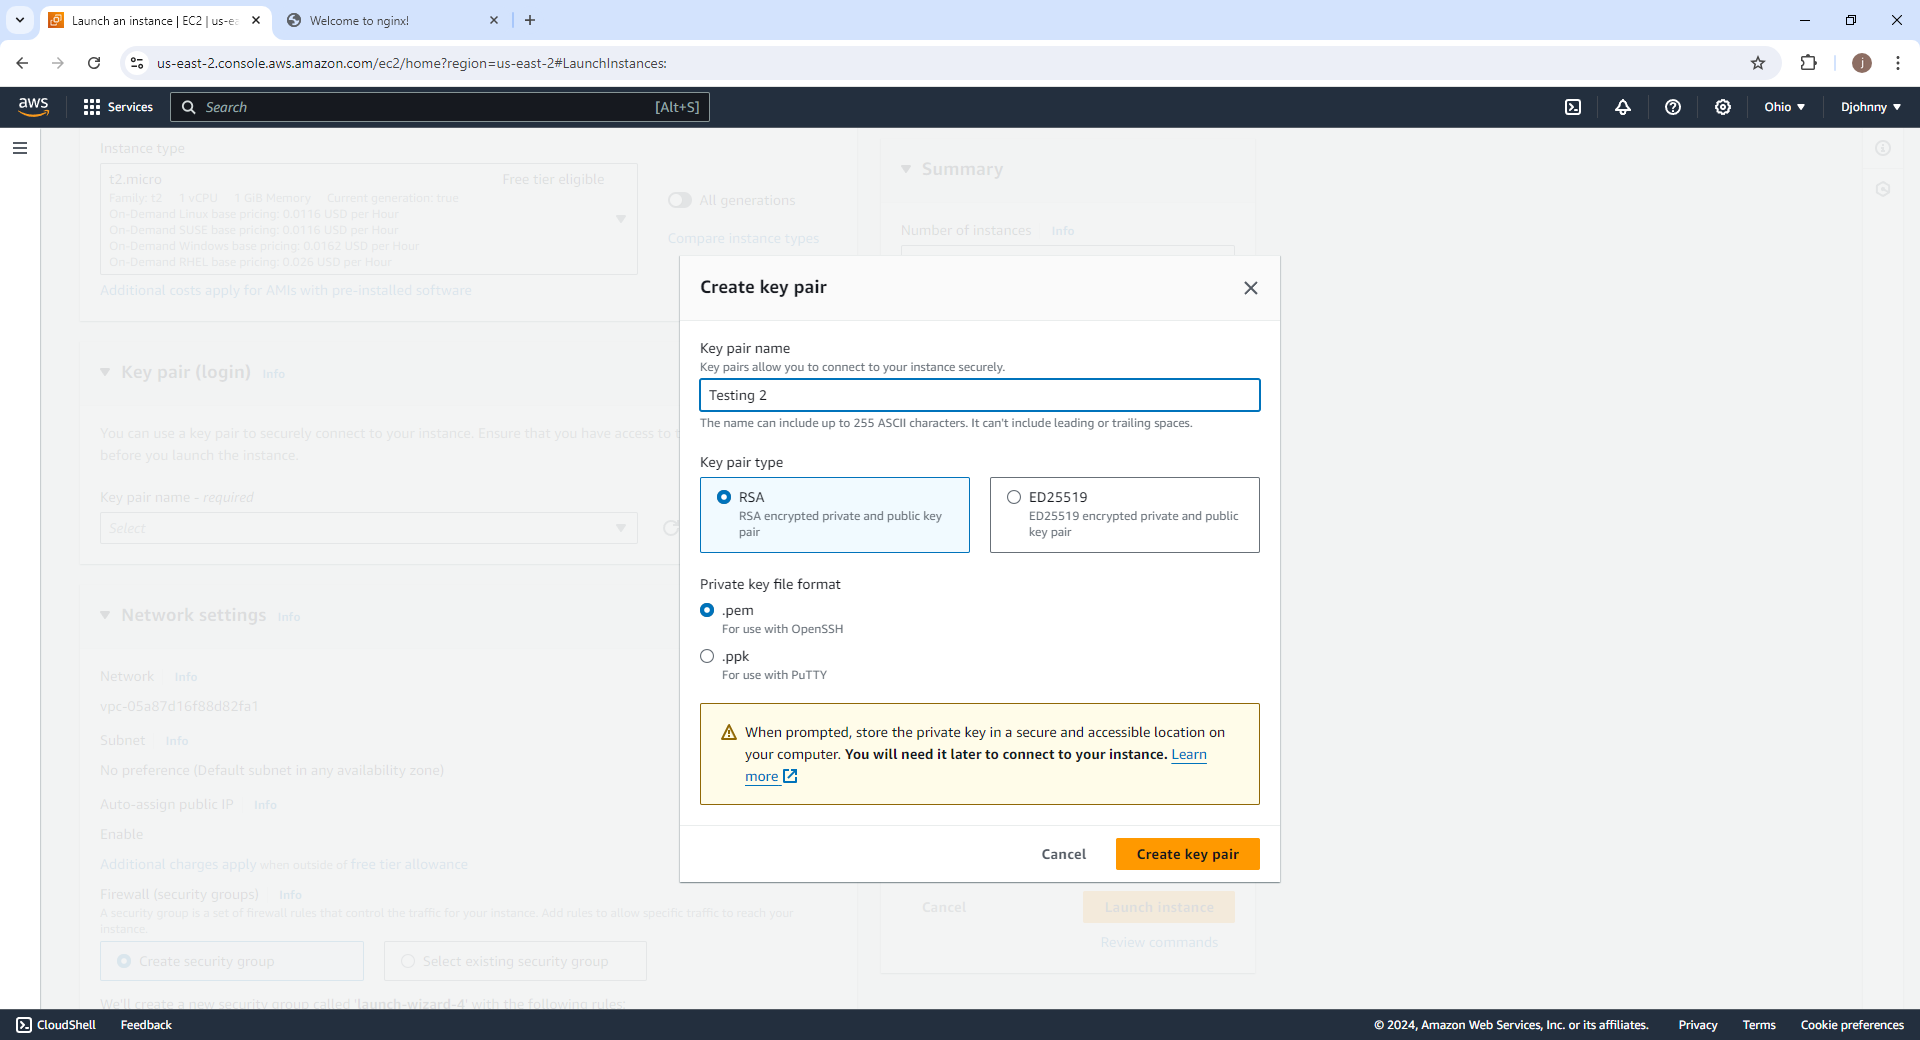 Launch an instance | EC2 | us-ea
Welcome to nginx!
us-east-2.console.aws.amazon.com/ec2/home?region=us-east-2#LaunchInstances:
j
aws
Services
Search
[Alt+S]
Ohio
Djohnny
Instance type
t2.micro
Free tier eligible
Family: t2 1 vCPU 1 GiB Memory Current generation: true
On-Demand Linux base pricing: 0.0116 USD per Hour
On-Demand SUSE base pricing: 0.0116 USD per Hour
On-Demand Windows base pricing: 0.0162 USD per Hour
On-Demand RHEL base pricing: 0.026 USD per Hour
All generations
Compare instance types
Additional costs apply for AMIs with pre-installed software
Summary
Number of instances Info
Key pair (login) Info
You can use a key pair to securely connect to your instance. Ensure that you have access to t
before you launch the instance.
Key pair name - required
Select
Network settings Info
Network Info
vpc-05a87d16f88d82fa1
Subnet Info
No preference (Default subnet in any availability zone)
Auto-assign public IP Info
Enable
Additional charges apply when outside of free tier allowance
Firewall (security groups) Info
A security group is a set of firewall rules that control the traffic for your instance. Add rules to allow specific traffic to reach your
instance.
Create security group
Select existing security group
We'll create a new security group called 'launch-wizard-4' with the following rules:
Create key pair
Key pair name
Key pairs allow you to connect to your instance securely.
Testing 2
The name can include up to 255 ASCII characters. It can't include leading or trailing spaces.
Key pair type
RSA
RSA encrypted private and public key
pair
ED25519
ED25519 encrypted private and public
key pair
Private key file format
.pem
For use with OpenSSH
.ppk
For use with PuTTY
When prompted, store the private key in a secure and accessible location on
your computer. You will need it later to connect to your instance. Learn
more
Cancel
Create key pair
Cancel
Launch instance
Review commands
CloudShell
Feedback
© 2024, Amazon Web Services, Inc. or its affiliates.
Privacy
Terms
Cookie preferences